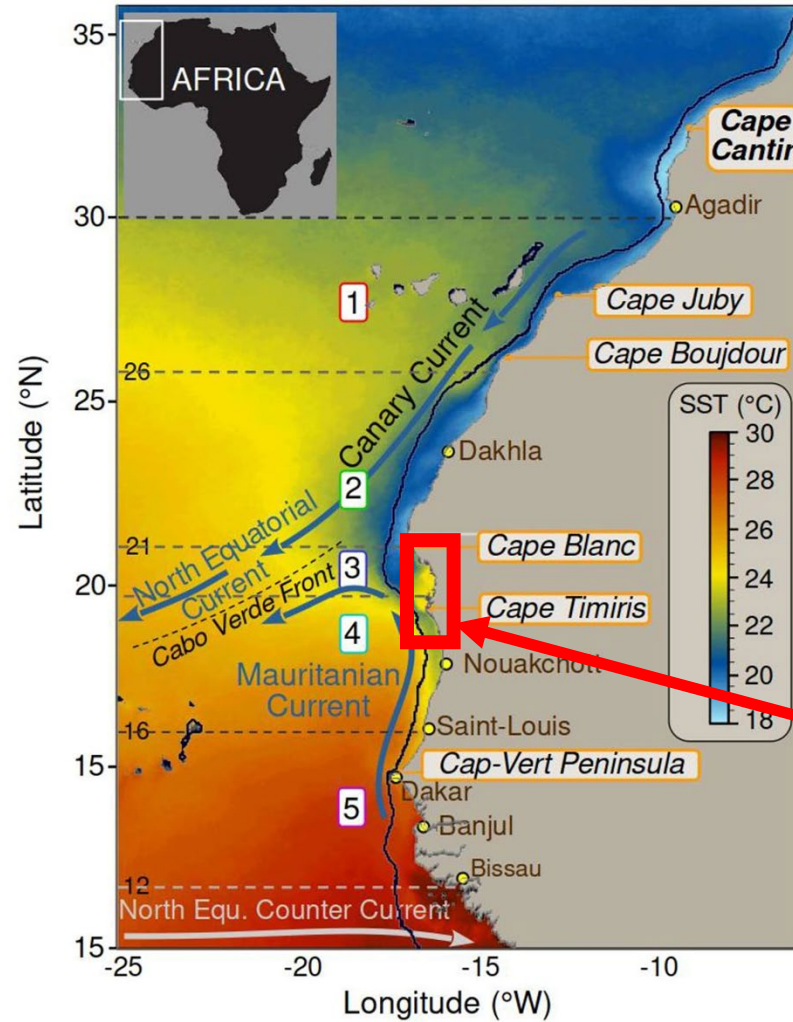 35
AFRICA
Cape
Cantin
30
Agadir
1
Cape Juby
Canary Current
Cape Boujdour
26
25
SST (°C)
30
28
26
24
22
20
18
Dakhla
2
Latitude (°N)
North Equatorial
Current
21
Cape Blanc
3
20
Cabo Verde Front
Cape Timiris
4
Nouakchott
Mauritanian
Current
16
Saint-Louis
15
Cap-Vert Peninsula
Dakar
5
Banjul
Bissau
12
North Equ. Counter Current
15
-25
-20
-15
-10
Longitude (°W)